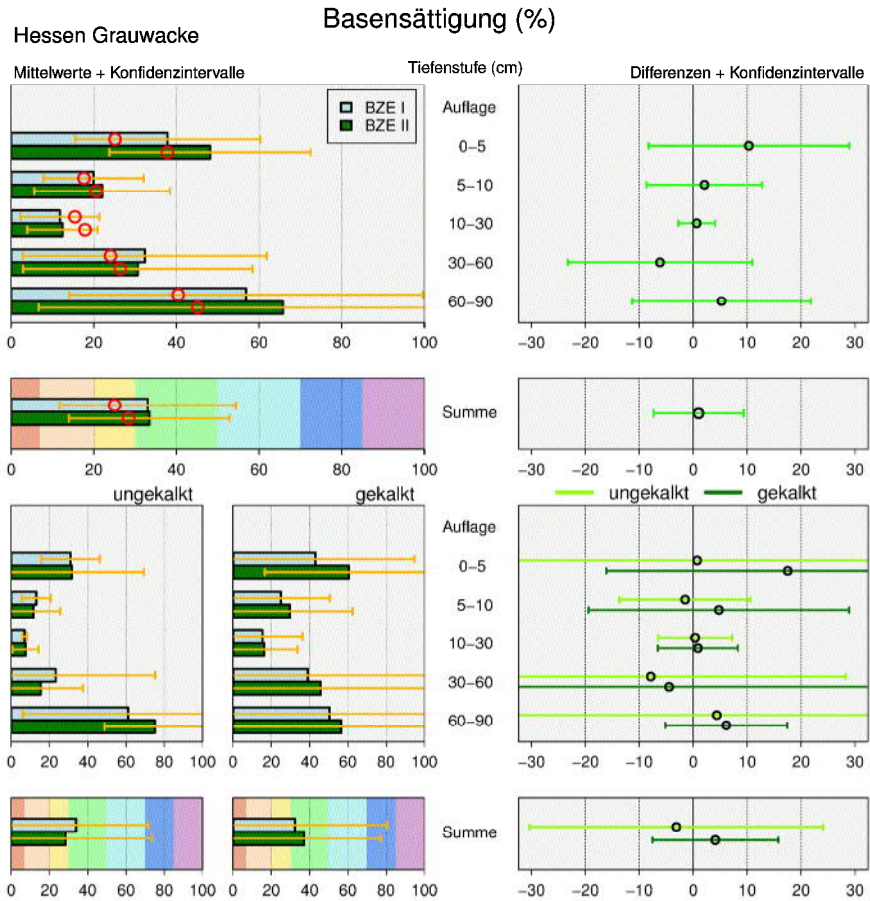 Basensättigung (%)
Hessen Grauwacke
Mittelwerte + Konfidenzintervalle
Tiefenstufe (cm)
Differenzen + Konfidenzintervalle
BZE I
BZE II
Auflage
0−5
5−10
10−30
30−60
60−90
0 20 40 60 80 100
−30 −20 −10 0 10 20 30
Summe
0 20 40 60 80 100
−30 −20 −10 0 10 20 30
ungekalkt
gekalkt
ungekalkt gekalkt
Auflage
0−5
5−10
10−30
30−60
60−90
0 20 40 60 80 100
0 20 40 60 80 100
−30 −20 −10 0 10 20 30
Summe
0 20 40 60 80 100
0 20 40 60 80 100
−30 −20 −10 0 10 20 30